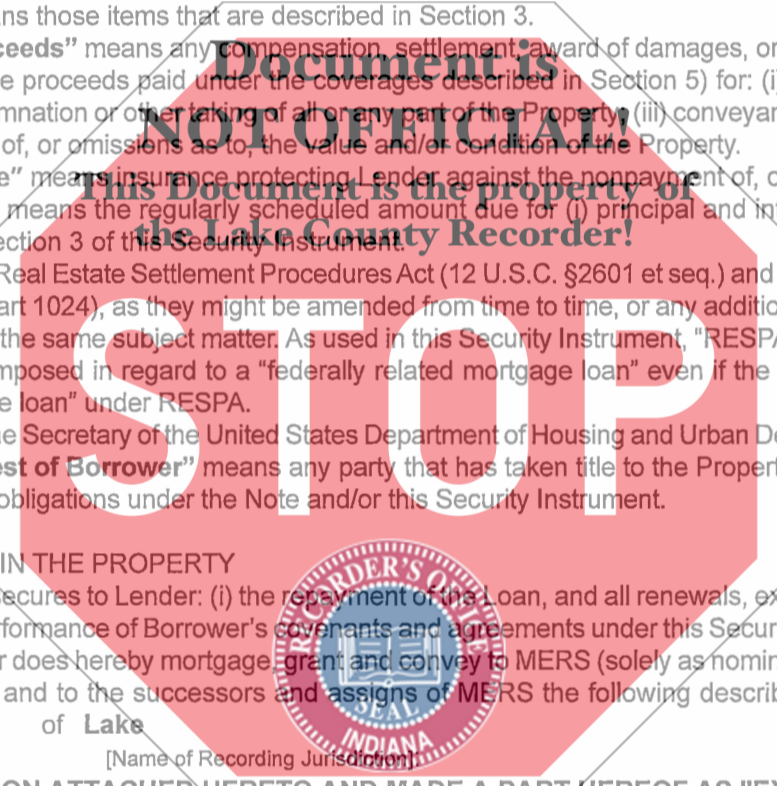 ns those items that are described in Section 3.
ceeds” means any compensation, settlement, award of damages, or
e proceeds paid under the coverages described in Section 5) for: (i)
mnation or other taking of all or any part of the Property; (iii) conveyan
of, or omissions as to, the value and/or condition of the Property.
e” means insurance protecting Lender against the nonpayment of, o
means the regularly scheduled amount due for (i) principal and in
ection 3 of this Security Instrument.
Real Estate Settlement Procedures Act (12 U.S.C. §2601 et seq.) and
art 1024), as they might be amended from time to time, or any additio
the same subject matter. As used in this Security Instrument, "RESPA
mposed in regard to a “federally related mortgage loan” even if the
e loan” under RESPA.
e Secretary of the United States Department of Housing and Urban De
st of Borrower” means any party that has taken title to the Propert
obligations under the Note and/or this Security Instrument.
IN THE PROPERTY
ecures to Lender: (i) the repayment of the Loan, and all renewals, ex
formance of Borrower's covenants and agreements under this Secur
r does hereby mortgage, grant and convey to MERS (solely as nomin
and to the successors and assigns of MERS the following describ
of Lake
[Name of Recording Jurisdiction]:
ON ATTACHED HERETO AND MADE A PART HEREOF AS "E
Document is
NOT OFFICIAL!
This Document is the property of
the Lake County Recorder!
STOP
RECORDER'S OFFICE
SEAL
INDIANA